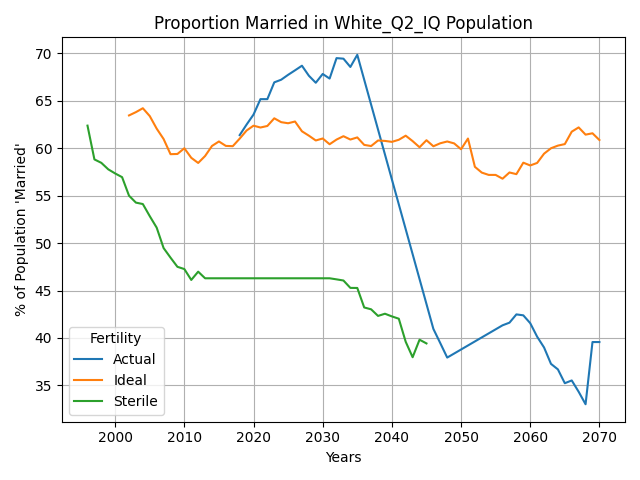 Proportion Married in White_Q2_IQ Population
% of Population 'Married'
70
65
60
55
50
45
40
35
Fertility
Actual
Ideal
Sterile
2000 2010 2020 2030 2040 2050 2060 2070
Years